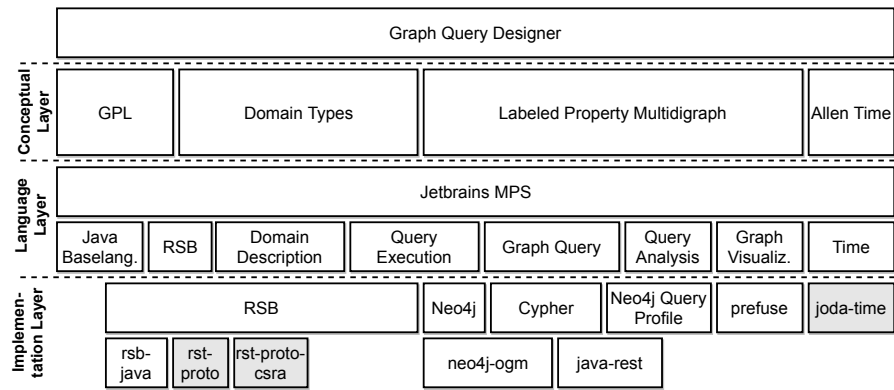 Graph Query Designer
Conceptual
Layer
GPL
Domain Types
Labeled Property Multidigraph
Allen Time
Language
Layer
Jetbrains MPS
Java
Baselang.
RSB
Domain
Description
Query
Execution
Graph Query
Query
Analysis
Graph
Visualiz.
Time
Implemen-
tation Layer
RSB
Neo4j
Cypher
Neo4j Query
Profile
prefuse
joda-time
rsb-
java
rst-
proto
rst-proto-
csra
neo4j-ogm
java-rest